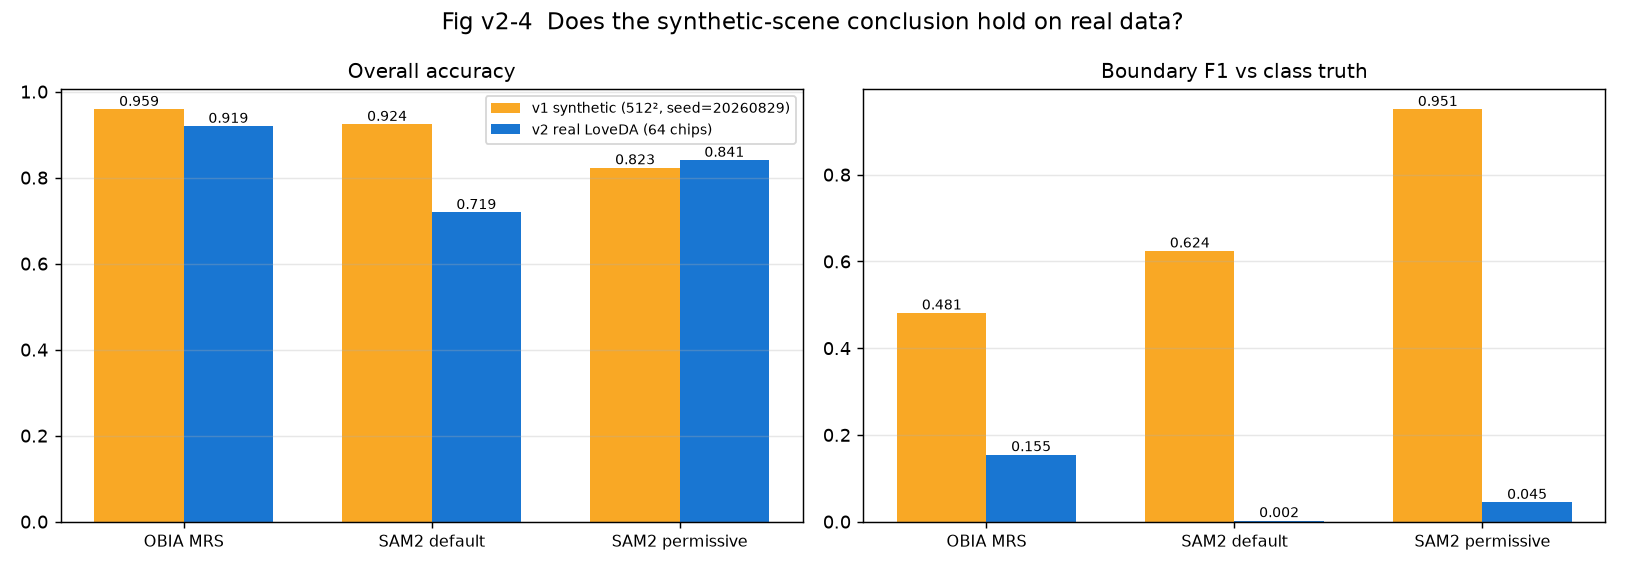 Fig v2-4  Does the synthetic-scene conclusion hold on real data?
Overall accuracy
1.0
0.8
0.6
0.4
0.2
0.0
0.959
0.919
0.924
0.719
0.823
0.841
v1 synthetic (512², seed=20260829)
v2 real LoveDA (64 chips)
OBIA MRS
SAM2 default
SAM2 permissive
Boundary F1 vs class truth
0.8
0.6
0.4
0.2
0.0
0.481
0.155
0.624
0.002
0.951
0.045
OBIA MRS
SAM2 default
SAM2 permissive